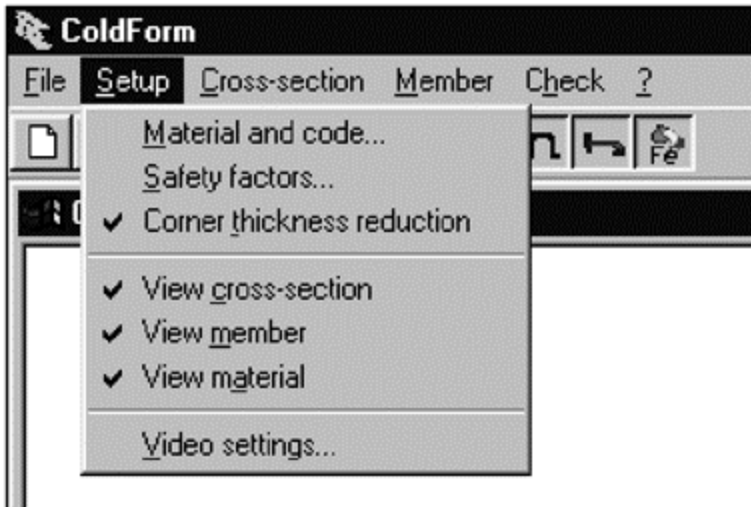 ColdForm
File Setup Cross-section Member Check ?
Fe
Material and code...
Safety factors...
✓ Corner thickness reduction
✓ View cross-section
✓ View member
✓ View material
Video settings...